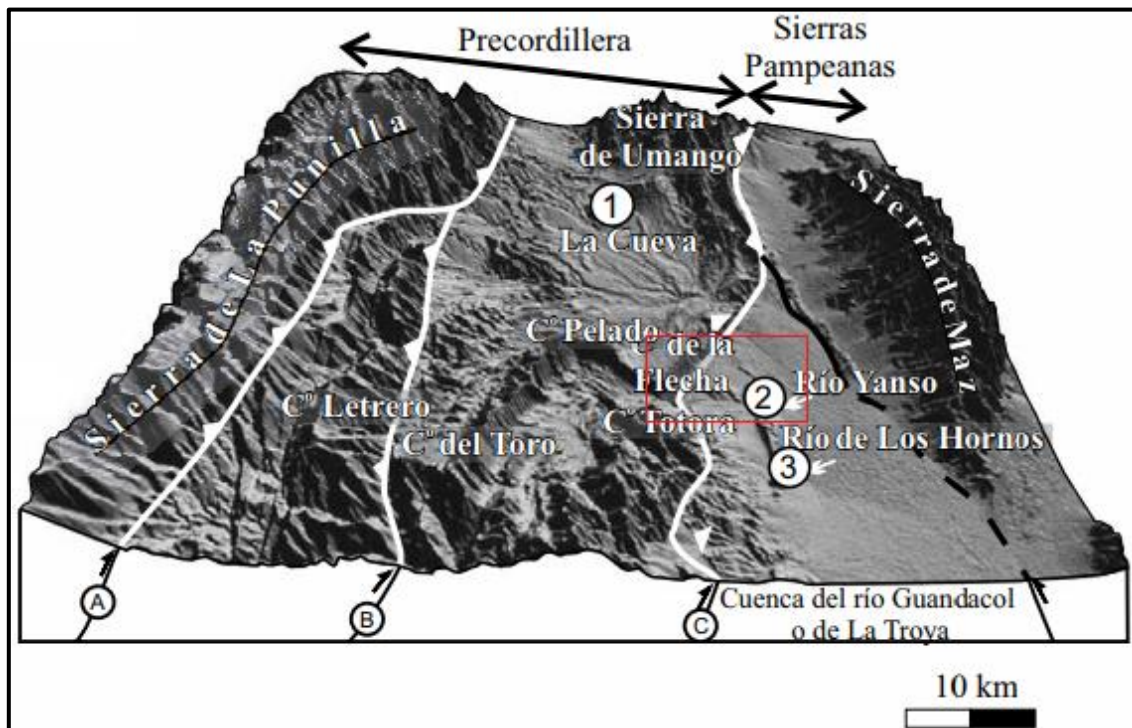 Precordillera
Sierras
Pampeanas
Sierra de La Punilla
Sierra
de Umango
1
La Cueva
Sierra de Maz
Cº Pelado
Cº de la
Flecha
2
Río Yanso
Cº Letrero
Cº Totora
Cº del Toro
Río de Los Hornos
3
A
B
C
Cuenca del río Guandacol
o de La Troya
10 km